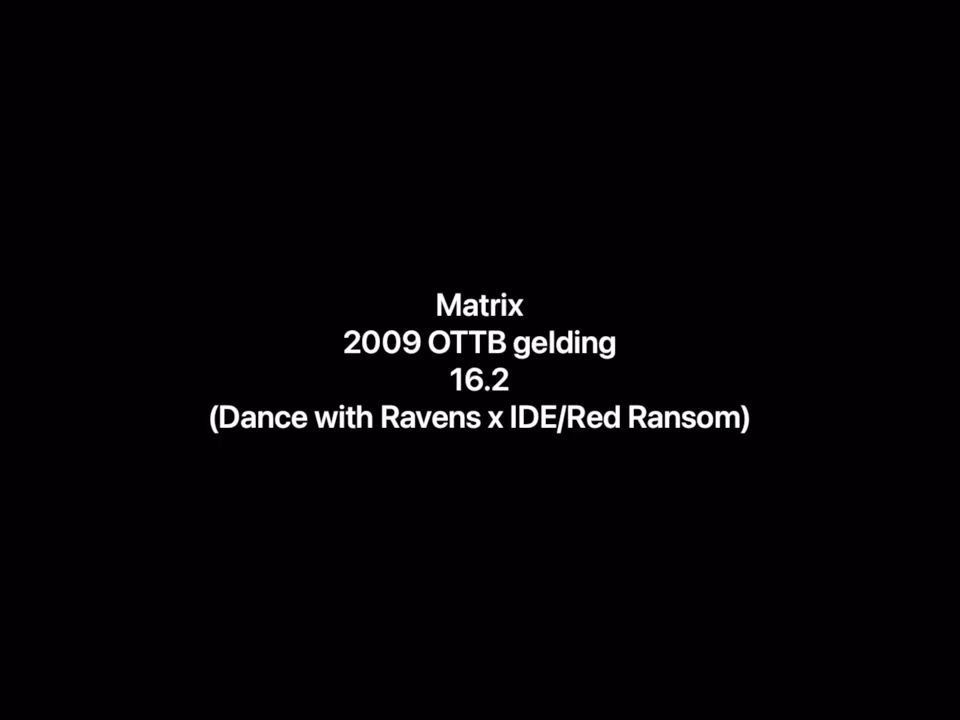 Matrix
2009 OTTB gelding
16.2
(Dance with Ravens x IDE/Red Ransom)